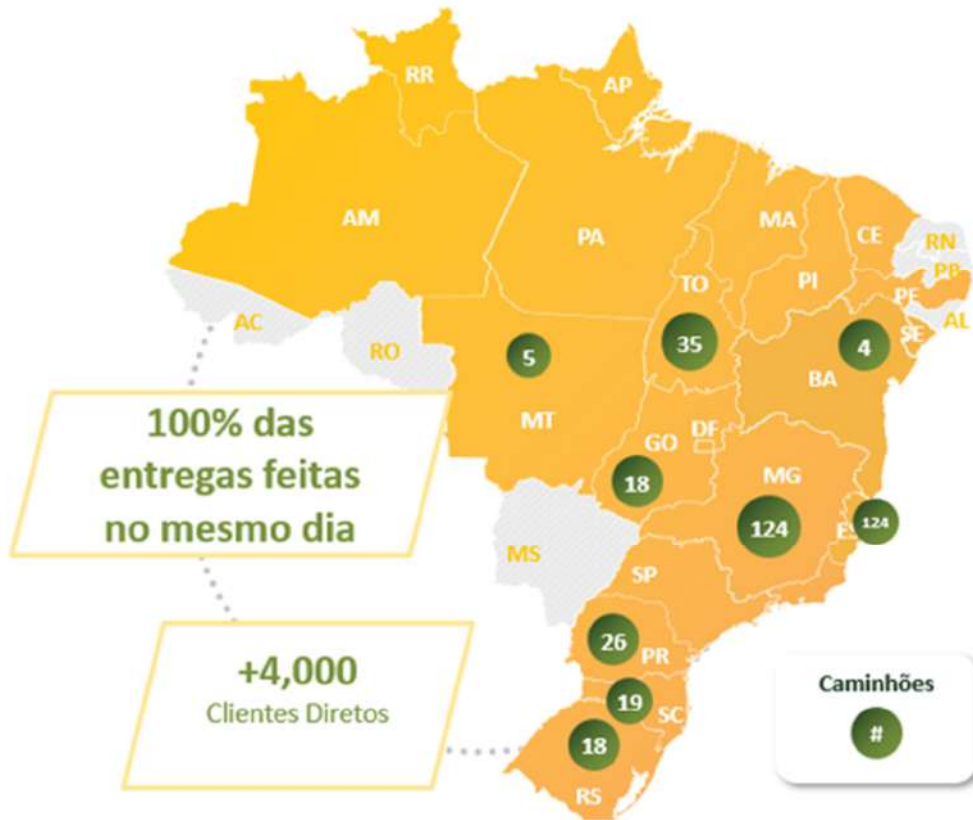 RR
AP
AM
PA
MA
CE
RN
PB
PI
PE
AL
TO
SE
AC
RO
5
35
4
BA
MT
100% das
entregas feitas
no mesmo dia
GO
DF
MG
18
124
124
ES
MS
SP
26
PR
+4,000
Clientes Diretos
19
SC
18
RS
Caminhões
#